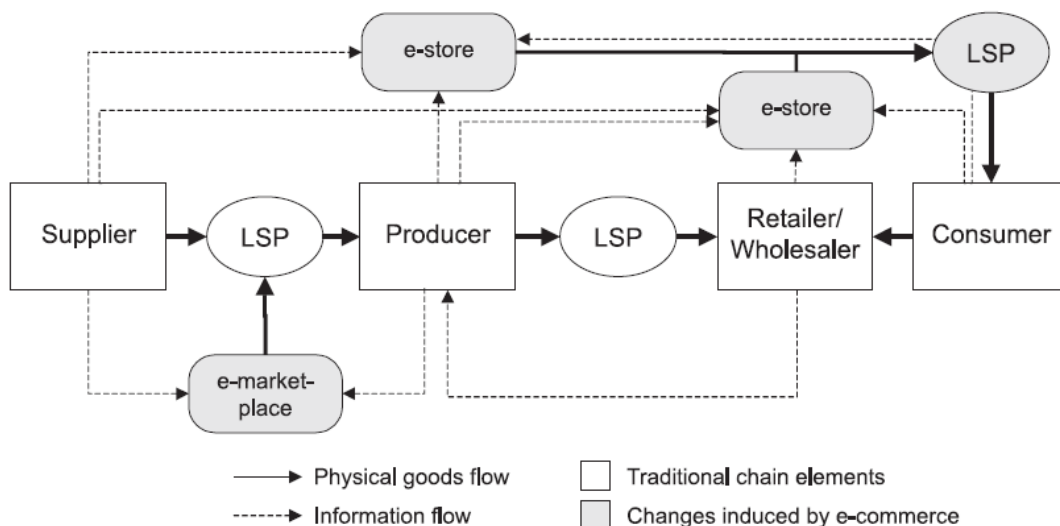 e-store
LSP
e-store
Supplier
LSP
Producer
LSP
Retailer/
Wholesaler
Consumer
e-market-
place
Physical goods flow
Traditional chain elements
Information flow
Changes induced by e-commerce